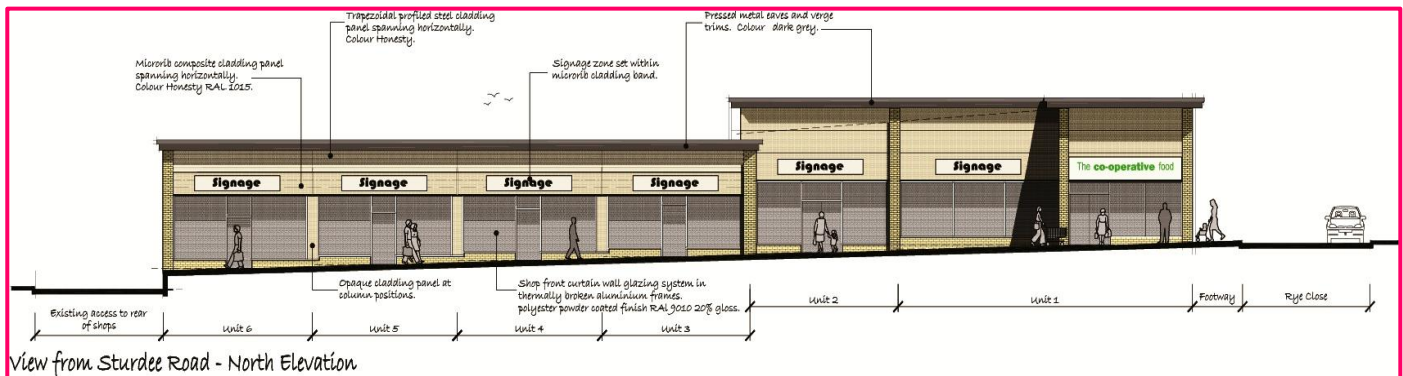 Trapezoidal profiled steel cladding
panel spanning horizontally.
Colour Honesty.
Pressed metal eaves and verge
trims. Colour dark grey.
Microrib composite cladding panel
spanning horizontally.
Colour Honesty RAL 1015.
Signage zone set within
microrib cladding band.
Signage
Signage
Signage
Signage
Signage
Signage
The co-operative food
Opaque cladding panel at
column positions.
Shop front curtain wall glazing system in
thermally broken aluminium frames.
polyester powder coated finish RAL 9010 20% gloss.
Existing access to rear
of shops
Unit 6
Unit 5
Unit 4
Unit 3
Unit 2
Unit 1
Footway
Rye Close
View from Sturdee Road - North Elevation